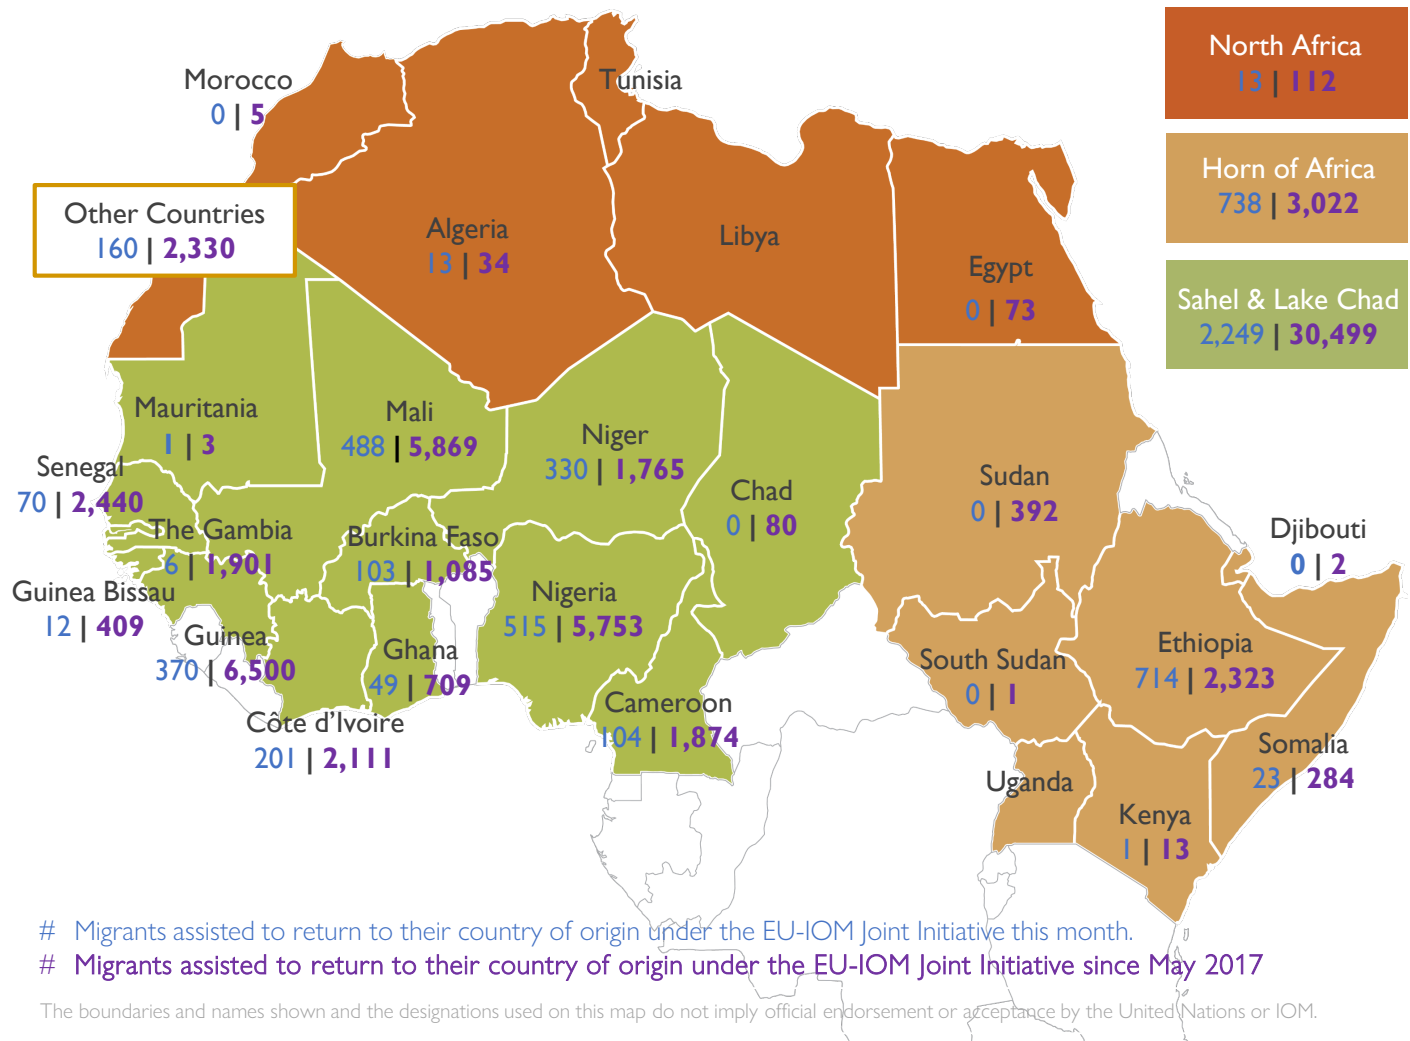 North Africa
13 | 112
Horn of Africa
738 | 3,022
Sahel & Lake Chad
2,249 | 30,499
Morocco
0 | 5
Tunisia
Other Countries
160 | 2,330
Algeria
13 | 34
Libya
Egypt
0 | 73
Mauritania
1 | 3
Mali
488 | 5,869
Niger
330 | 1,765
Chad
0 | 80
Sudan
0 | 392
Senegal
70 | 2,440
The Gambia
6 | 1,901
Burkina Faso
103 | 1,085
Djibouti
0 | 2
Guinea Bissau
12 | 409
Nigeria
515 | 5,753
Guinea
370 | 6,500
Ghana
49 | 709
South Sudan
0 | 1
Ethiopia
714 | 2,323
Côte d’Ivoire
201 | 2,111
Cameroon
104 | 1,874
Somalia
23 | 284
Uganda
Kenya
1 | 13
# Migrants assisted to return to their country of origin under the EU-IOM Joint Initiative this month.
# Migrants assisted to return to their country of origin under the EU-IOM Joint Initiative since May 2017
The boundaries and names shown and the designations used on this map do not imply official endorsement or acceptance by the United Nations or IOM.